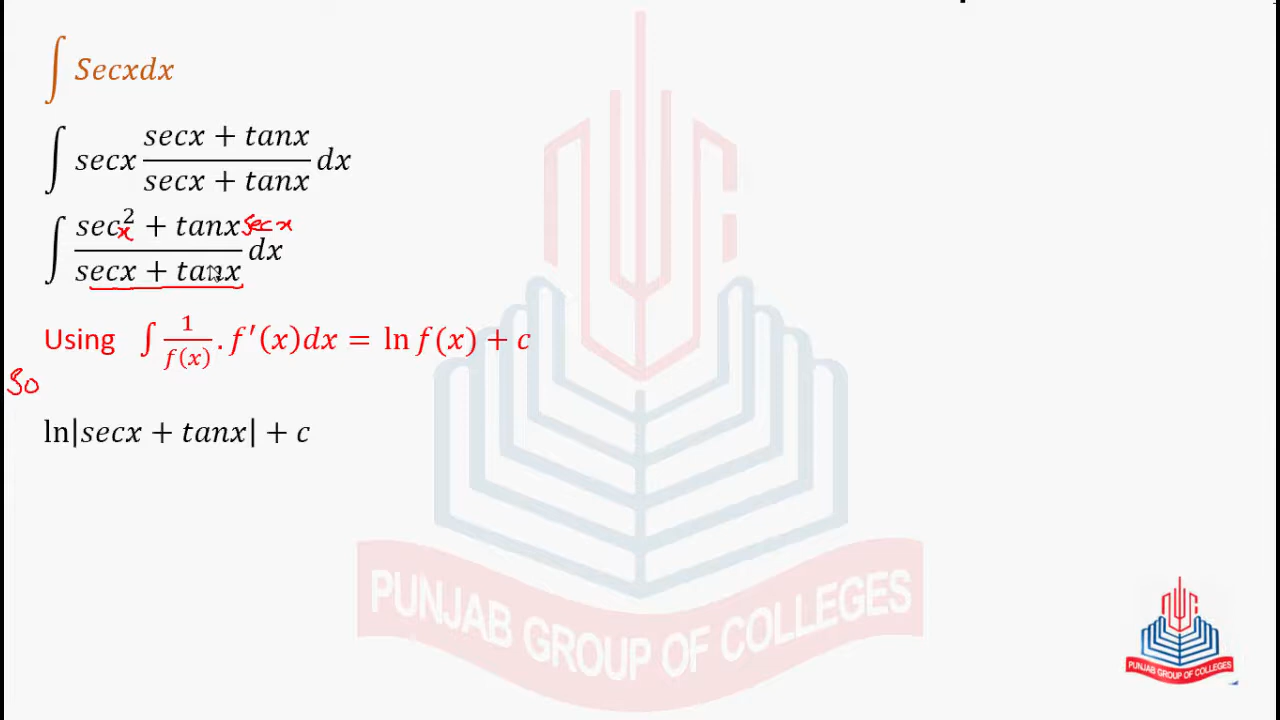 ∫ Secxdx
∫ secx (secx + tanx)/(secx + tanx) dx
∫ (sec²x + tanx secx)/(secx + tanx) dx
Using ∫ 1/f(x) . f′(x)dx = ln f(x) + c
So
ln|secx + tanx| + c
PUNJAB GROUP OF COLLEGES
PUNJAB GROUP OF COLLEGES